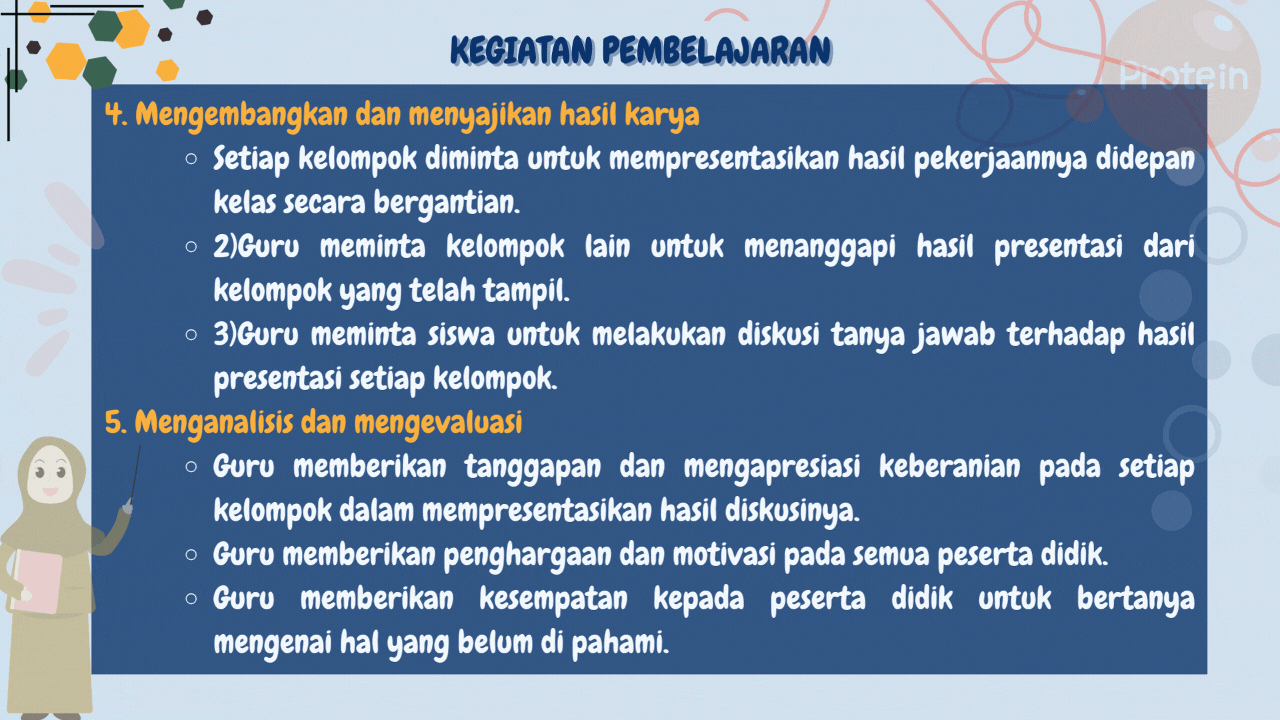 KEGIATAN PEMBELAJARAN
Protein
4. Mengembangkan dan menyajikan hasil karya
Setiap kelompok diminta untuk mempresentasikan hasil pekerjaannya didepan
kelas secara bergantian.
2)Guru meminta kelompok lain untuk menanggapi hasil presentasi dari
kelompok yang telah tampil.
3)Guru meminta siswa untuk melakukan diskusi tanya jawab terhadap hasil
presentasi setiap kelompok.
5. Menganalisis dan mengevaluasi
Guru memberikan tanggapan dan mengapresiasi keberanian pada setiap
kelompok dalam mempresentasikan hasil diskusinya.
Guru memberikan penghargaan dan motivasi pada semua peserta didik.
Guru memberikan kesempatan kepada peserta didik untuk bertanya
mengenai hal yang belum di pahami.